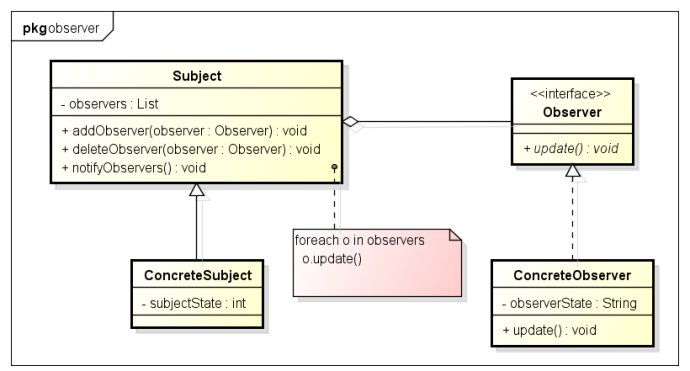 pkg observer
Subject
- observers : List
+ addObserver(observer : Observer) : void
+ deleteObserver(observer : Observer) : void
+ notifyObservers() : void
<<interface>>
Observer
+ update() : void
foreach o in observers
o.update()
ConcreteSubject
- subjectState : int
ConcreteObserver
- observerState : String
+ update() : void